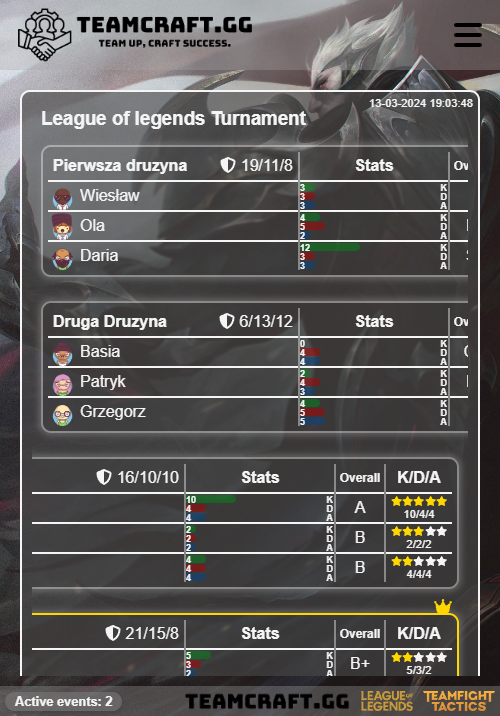 TEAMCRAFT.GG
TEAM UP, CRAFT SUCCESS.
13-03-2024 19:03:48
League of legends Turnament
Pierwsza druzyna 19/11/8 Stats Ov
Wiesław 3 K
3 D
3 A
Ola 4 K
5 D
2 A
Daria 12 K
3 D
3 A
Druga Druzyna 6/13/12 Stats Ov
Basia 0 K
4 D
4 A
Patryk 2 K
4 D
3 A
Grzegorz 4 K
5 D
5 A
16/10/10 Stats Overall K/D/A
10 K
4 D
4 A
A
10/4/4
2 K
2 D
2 A
B
2/2/2
4 K
4 D
4 A
B
4/4/4
21/15/8 Stats Overall K/D/A
5 K
3 D
2 A
B+
5/3/2
Active events: 2 TEAMCRAFT.GG LEAGUE OF LEGENDS TEAMFIGHT TACTICS